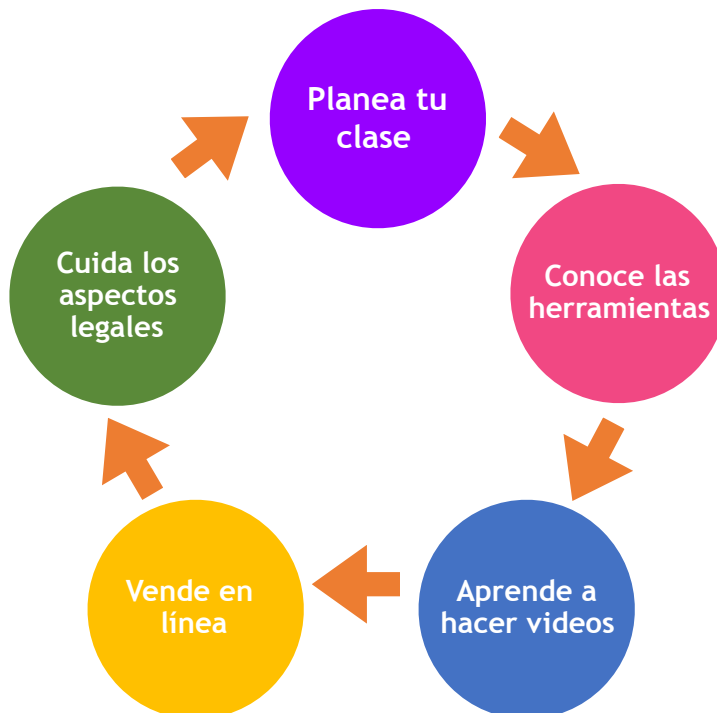 Planea tu
clase
Conoce las
herramientas
Aprende a
hacer videos
Vende en
línea
Cuida los
aspectos
legales